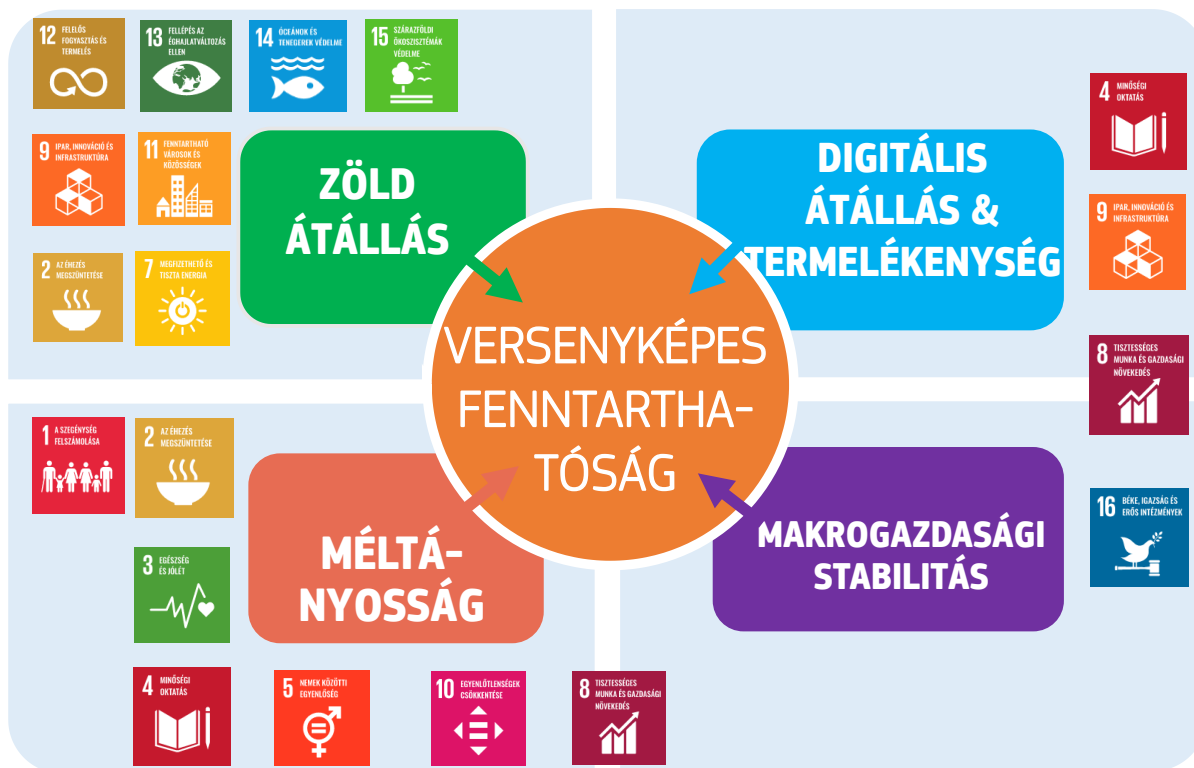 12 FELELŐS
FOGYASZTÁS ÉS
TERMELÉS
13 FELLÉPÉS AZ
ÉGHAJLATVÁLTOZÁS
ELLEN
14 ÓCEÁNOK ÉS
TENEGEREK VÉDELME
15 SZÁRAZFÖLDI
ÖKOSZISZTÉMÁK
VÉDELME
9 IPAR, INNOVÁCIÓ ÉS
INFRASTRUKTÚRA
11 FENNTARTHATÓ
VÁROSOK ÉS
KÖZÖSSÉGEK
2 AZ ÉHEZÉS
MEGSZÜNTETÉSE
7 MEGFIZETHETŐ ÉS
TISZTA ENERGIA
ZÖLD
ÁTÁLLÁS
DIGITÁLIS
ÁTÁLLÁS &
TERMELÉKENYSÉG
4 MINŐSÉGI
OKTATÁS
9 IPAR, INNOVÁCIÓ ÉS
INFRASTRUKTÚRA
8 TISZTESSÉGES
MUNKA ÉS GAZDASÁGI
NÖVEKEDÉS
VERSENYKÉPES
FENNTARTHA-
TÓSÁG
1 A SZEGÉNYSÉG
FELSZÁMOLÁSA
2 AZ ÉHEZÉS
MEGSZÜNTETÉSE
3 EGÉSZSÉG
ÉS JÓLÉT
MÉLTÁ-
NYOSSÁG
4 MINŐSÉGI
OKTATÁS
5 NEMEK KÖZÖTTI
EGYENLŐSÉG
10 EGYENLŐTLENSÉGEK
CSÖKKENTÉSE
8 TISZTESSÉGES
MUNKA ÉS GAZDASÁGI
NÖVEKEDÉS
MAKROGAZDASÁGI
STABILITÁS
16 BÉKE, IGAZSÁG ÉS
ERŐS INTÉZMÉNYEK